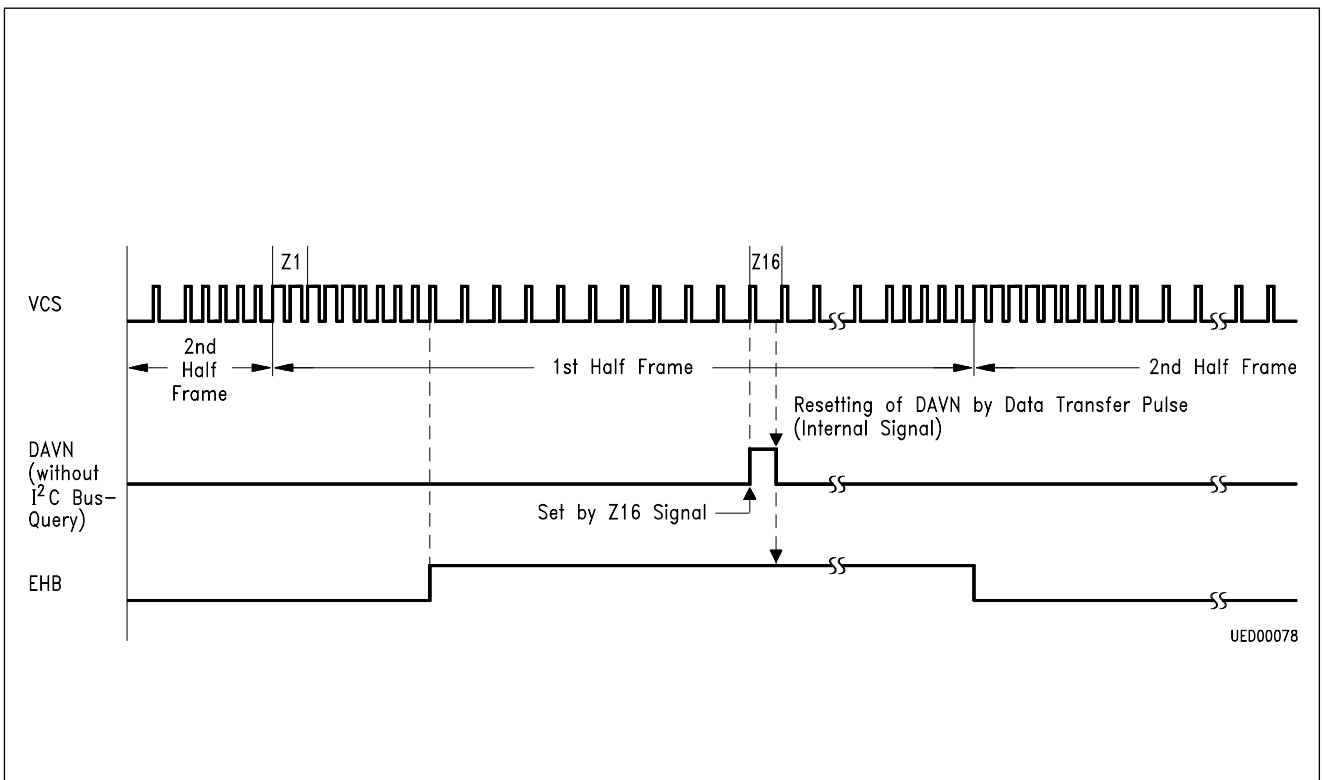 Z1
Z16
VCS
2nd
Half
Frame
1st Half Frame
2nd Half Frame
Resetting of DAVN by Data Transfer Pulse
(Internal Signal)
DAVN
(without
I²C Bus-
Query)
Set by Z16 Signal
EHB
UED00078